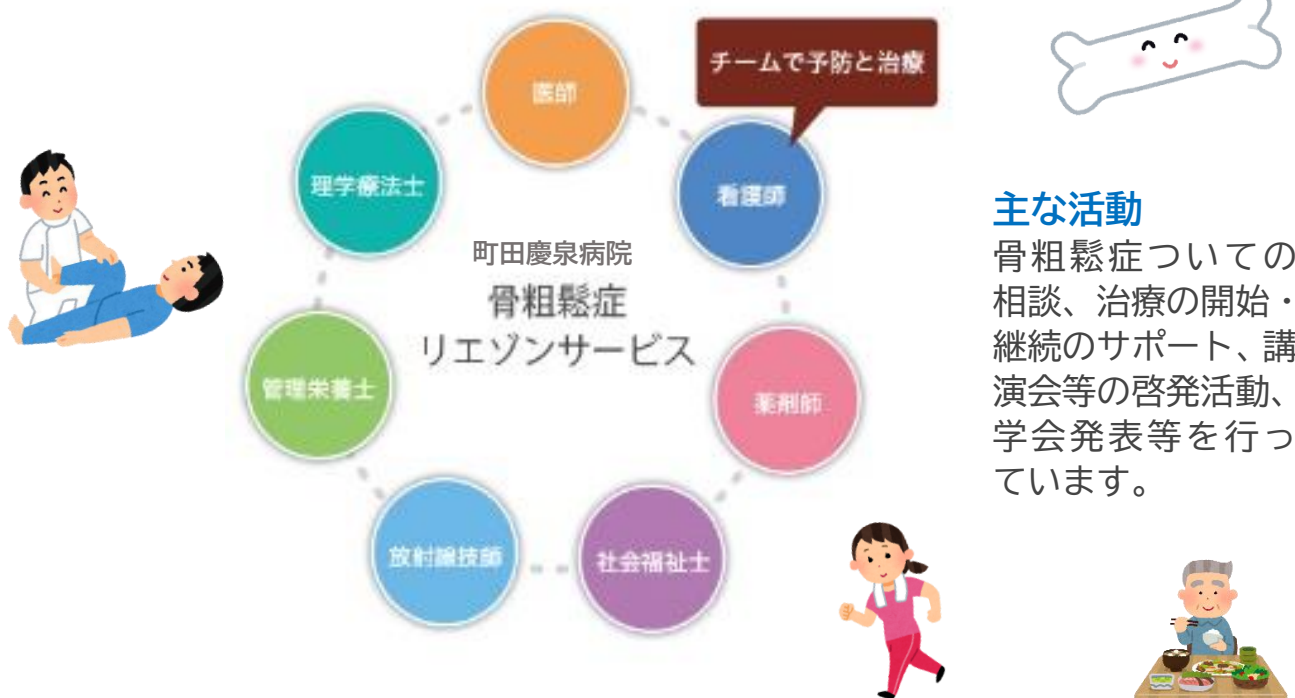 医師
チームで予防と治療
理学療法士
看護師
町田慶泉病院
骨粗鬆症
リエゾンサービス
管理栄養士
薬剤師
放射線技師
社会福祉士
主な活動
骨粗鬆症ついての
相談、治療の開始・
継続のサポート、講
演会等の啓発活動、
学会発表等を行っ
ています。